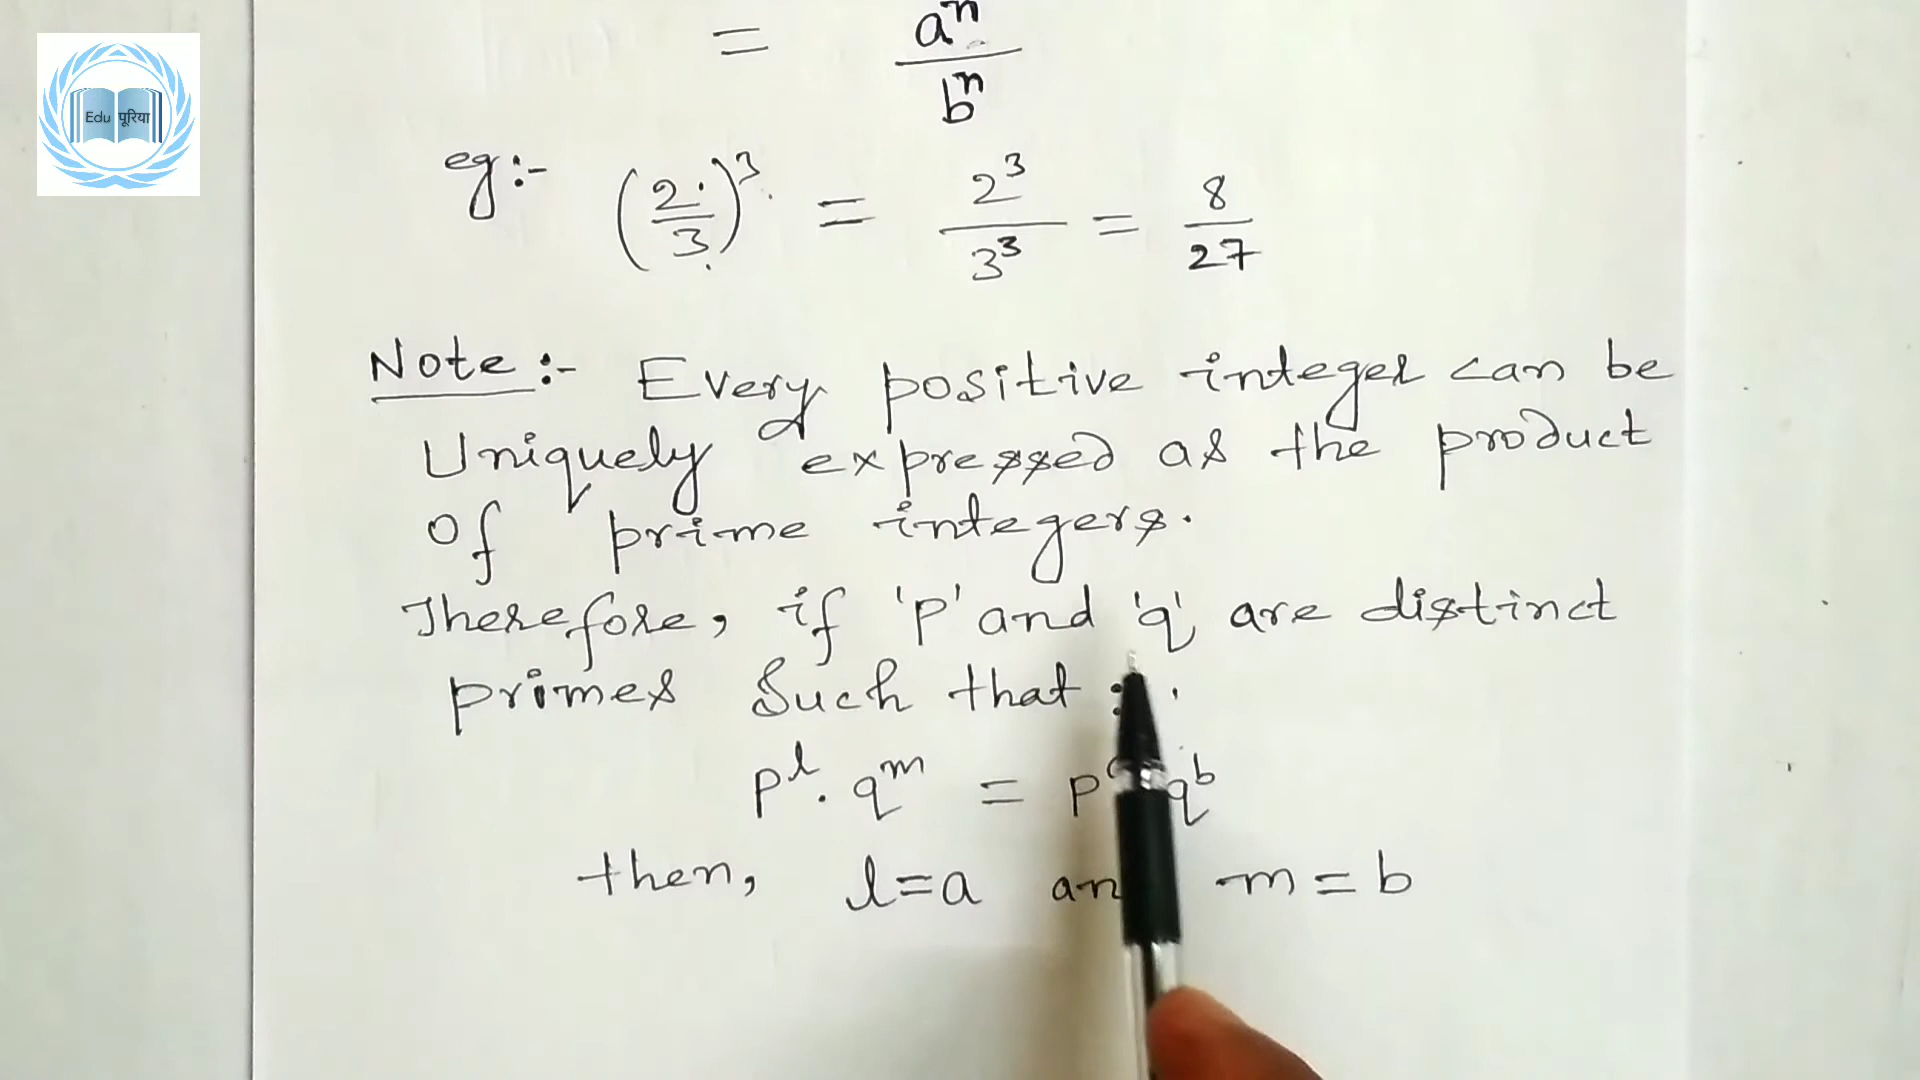 = aⁿ / bⁿ
Edu पूरिया
eg:- (2/3)³ = 2³/3³ = 8/27
Note :- Every positive integer can be
Uniquely expressed as the product
of prime integers.
Therefore, if 'p' and 'q' are distinct
primes Such that :
pˡ . qᵐ = p qᵇ
then, l=a m=b